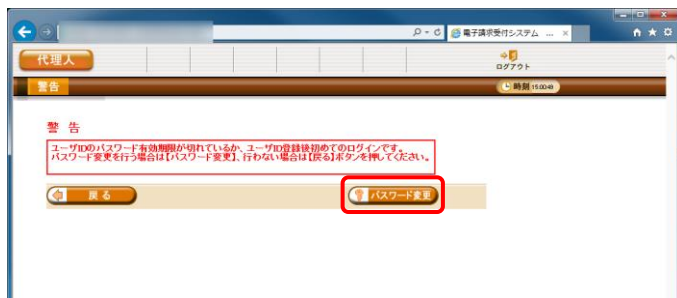 電子請求受付システム ... ×
代理人
ログアウト
警告
時刻 15:00:49
警 告
ユーザIDのパスワード有効期限が切れているか、ユーザID登録後初めてのログインです。
パスワード変更を行う場合は【パスワード変更】、行わない場合は【戻る】ボタンを押してください。
戻 る
パスワード変更